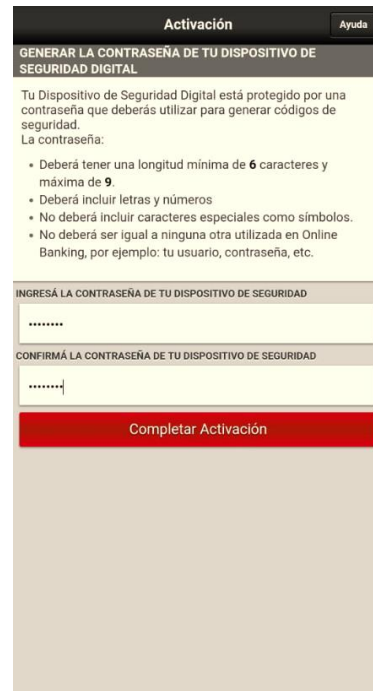 Activación
Ayuda
GENERAR LA CONTRASEÑA DE TU DISPOSITIVO DE
SEGURIDAD DIGITAL
Tu Dispositivo de Seguridad Digital está protegido por una
contraseña que deberás utilizar para generar códigos de
seguridad.
La contraseña:
• Deberá tener una longitud mínima de 6 caracteres y
máxima de 9.
• Deberá incluir letras y números
• No deberá incluir caracteres especiales como símbolos.
• No deberá ser igual a ninguna otra utilizada en Online
Banking, por ejemplo: tu usuario, contraseña, etc.
INGRESÁ LA CONTRASEÑA DE TU DISPOSITIVO DE SEGURIDAD
••••••••
CONFIRMÁ LA CONTRASEÑA DE TU DISPOSITIVO DE SEGURIDAD
••••••••
Completar Activación